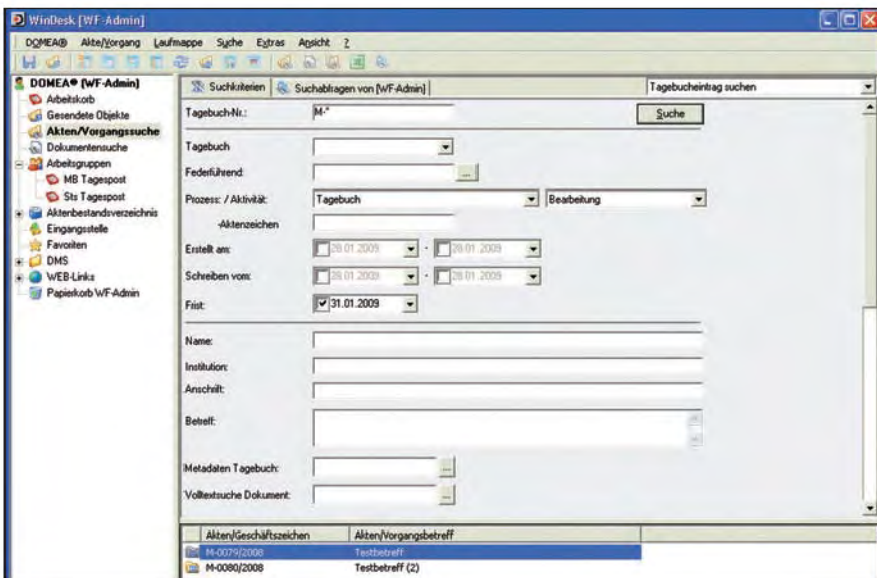 WinDesk [WF-Admin]
DOMEA® Akte/Vorgang Laufmappe Suche Extras Ansicht ?
DOMEA® [WF-Admin]
Arbeitskorb
Gesendete Objekte
Akten/Vorgangssuche
Dokumentensuche
Arbeitsgruppen
MB Tagespost
Sts Tagespost
Aktenbestandsverzeichnis
Eingangsstelle
Favoriten
DMS
WEB-Links
Papierkorb WF-Admin
Suchkriterien Suchabfragen von [WF-Admin] Tagebucheintrag suchen
Tagebuch-Nr.: M-* Suche
Tagebuch
Federführend: ...
Prozess: / Aktivität: Tagebuch Bearbeitung
-Aktenzeichen
Erstellt am: 28.01.2009 - 28.01.2009
Schreiben vom: 28.01.2009 - 28.01.2009
Frist: 31.01.2009
Name:
Institution:
Anschrift:
Betreff:
Metadaten Tagebuch: ...
Volltextsuche Dokument: ...
Akten/Geschäftszeichen Akten/Vorgangsbetreff
M-0079/2008 Testbetreff
M-0080/2008 Testbetreff (2)